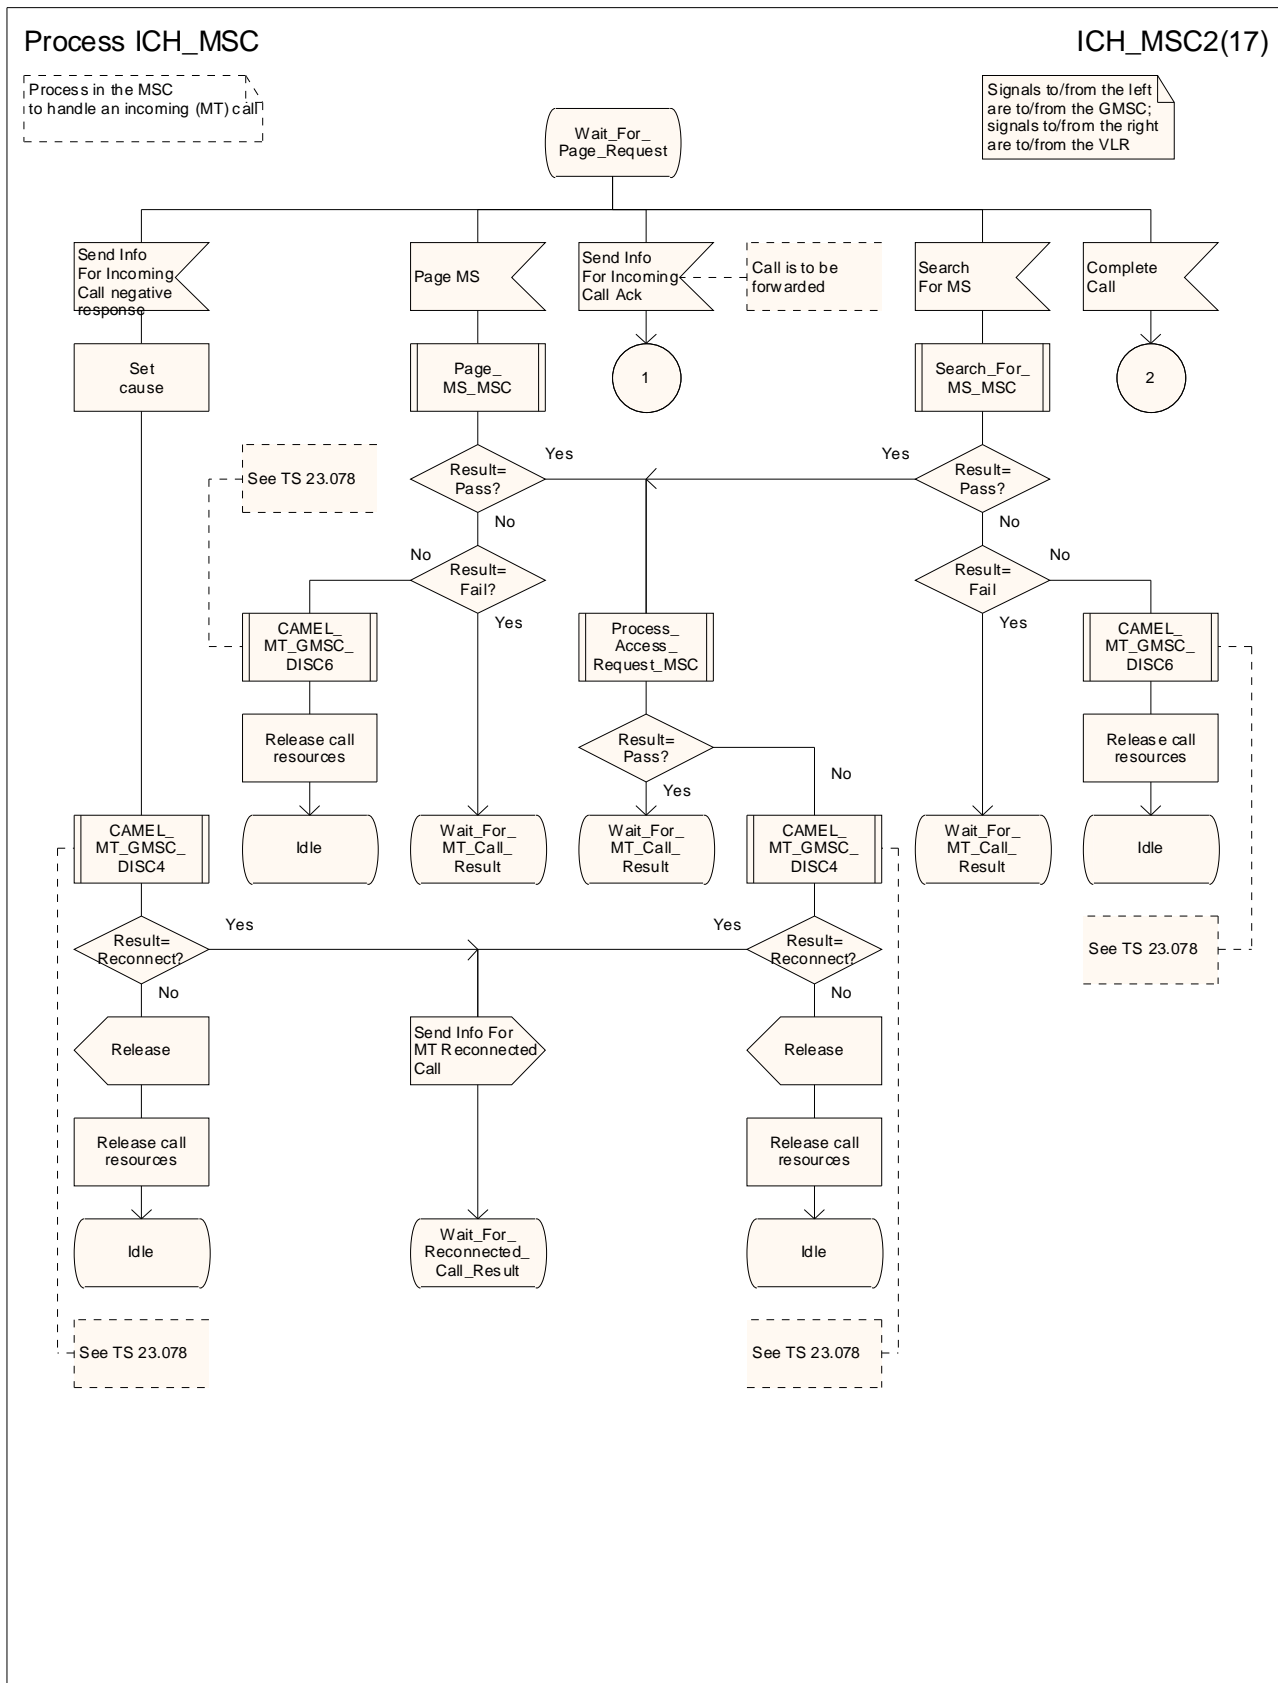 Process ICH_MSC
ICH_MSC2(17)
Process in the MSC
to handle an incoming (MT) call
Signals to/from the left
are to/from the GMSC;
signals to/from the right
are to/from the VLR
Wait_For_
Page_Request
Send Info
For Incoming
Call negative
response
Page MS
Send Info
For Incoming
Call Ack
Call is to be
forwarded
Search
For MS
Complete
Call
Set
cause
Page_
MS_MSC
1
Search_For_
MS_MSC
2
See TS 23.078
Result=
Pass?
Yes
Yes
Result=
Pass?
No
No
No
Result=
Fail?
Yes
Result=
Fail
No
Yes
CAMEL_
MT_GMSC_
DISC6
Process_
Access_
Request_MSC
CAMEL_
MT_GMSC_
DISC6
Release call
resources
Result=
Pass?
No
Yes
Release call
resources
CAMEL_
MT_GMSC_
DISC4
Idle
Wait_For_
MT_Call_
Result
Wait_For_
MT_Call_
Result
CAMEL_
MT_GMSC_
DISC4
Wait_For_
MT_Call_
Result
Idle
Result=
Reconnect?
Yes
Yes
Result=
Reconnect?
See TS 23.078
No
No
Release
Send Info For
MT Reconnected
Call
Release
Release call
resources
Release call
resources
Idle
Wait_For_
Reconnected_
Call_Result
Idle
See TS 23.078
See TS 23.078